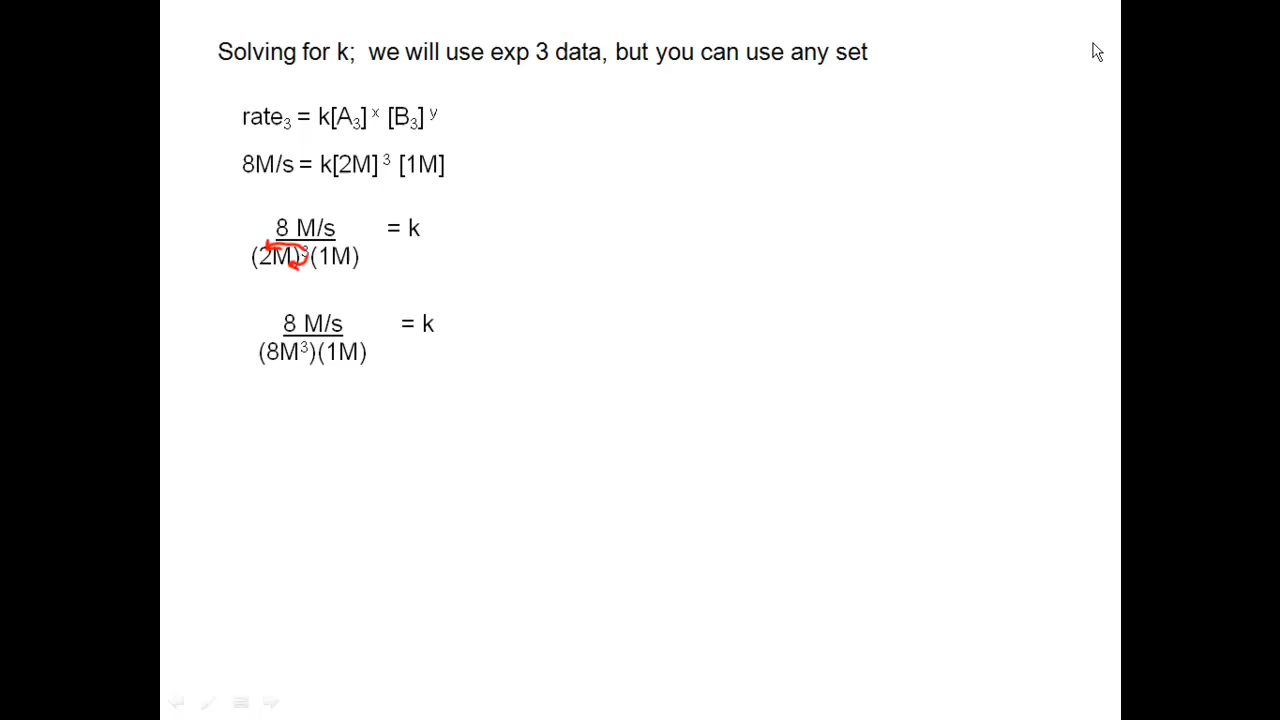 Solving for k;  we will use exp 3 data, but you can use any set
rate₃ = k[A₃] ˣ [B₃] ʸ
8M/s = k[2M] ³ [1M]
8 M/s = k
(2M)³(1M)
8 M/s = k
(8M³)(1M)